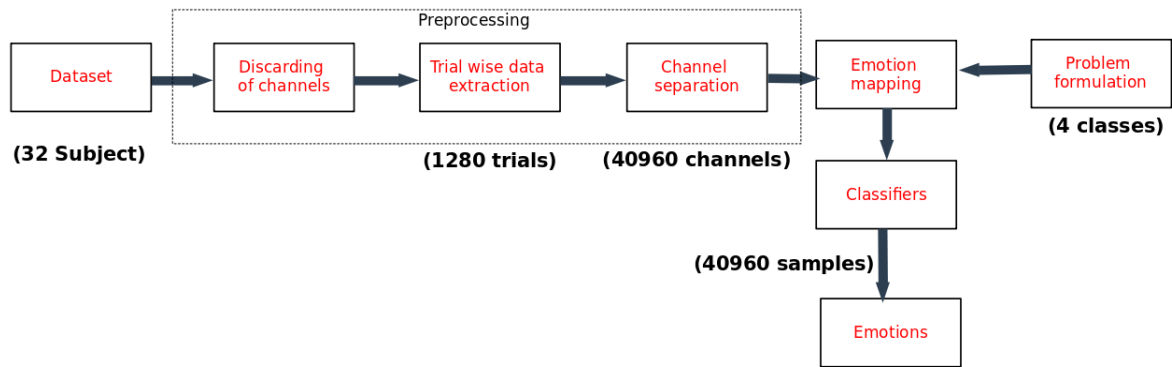 Preprocessing
Dataset
Discarding
of channels
Trial wise data
extraction
Channel
separation
Emotion
mapping
Problem
formulation
(32 Subject)
(1280 trials)
(40960 channels)
(4 classes)
Classifiers
(40960 samples)
Emotions